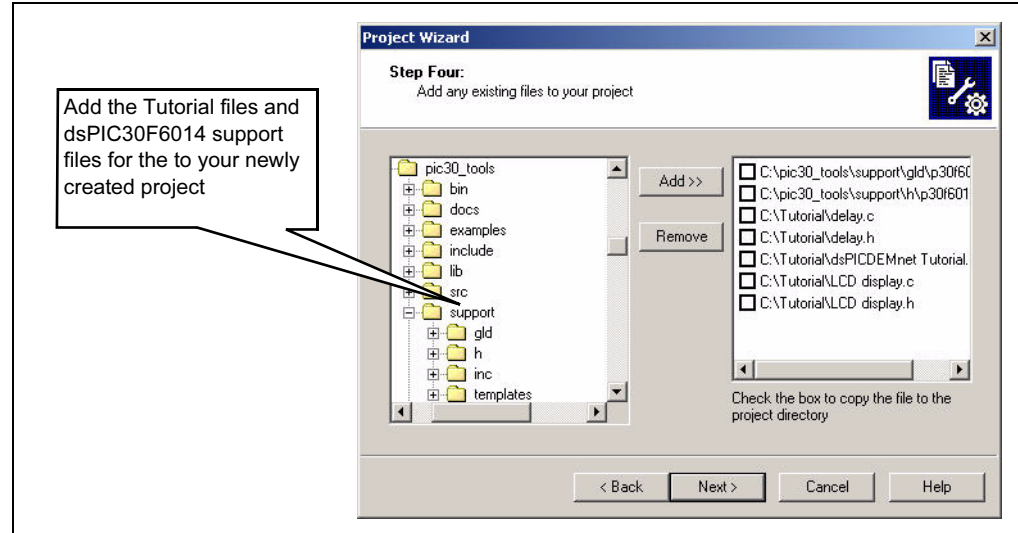 Project Wizard
Step Four:
Add any existing files to your project
Add the Tutorial files and
dsPIC30F6014 support
files for the to your newly
created project
pic30_tools
bin
docs
examples
include
lib
src
support
gld
h
inc
templates
Add >>
Remove
C:\pic30_tools\support\gld\p30f60
C:\pic30_tools\support\h\p30f601
C:\Tutorial\delay.c
C:\Tutorial\delay.h
C:\Tutorial\dsPICDEMnet Tutorial.
C:\Tutorial\LCD display.c
C:\Tutorial\LCD display.h
Check the box to copy the file to the
project directory
< Back
Next >
Cancel
Help